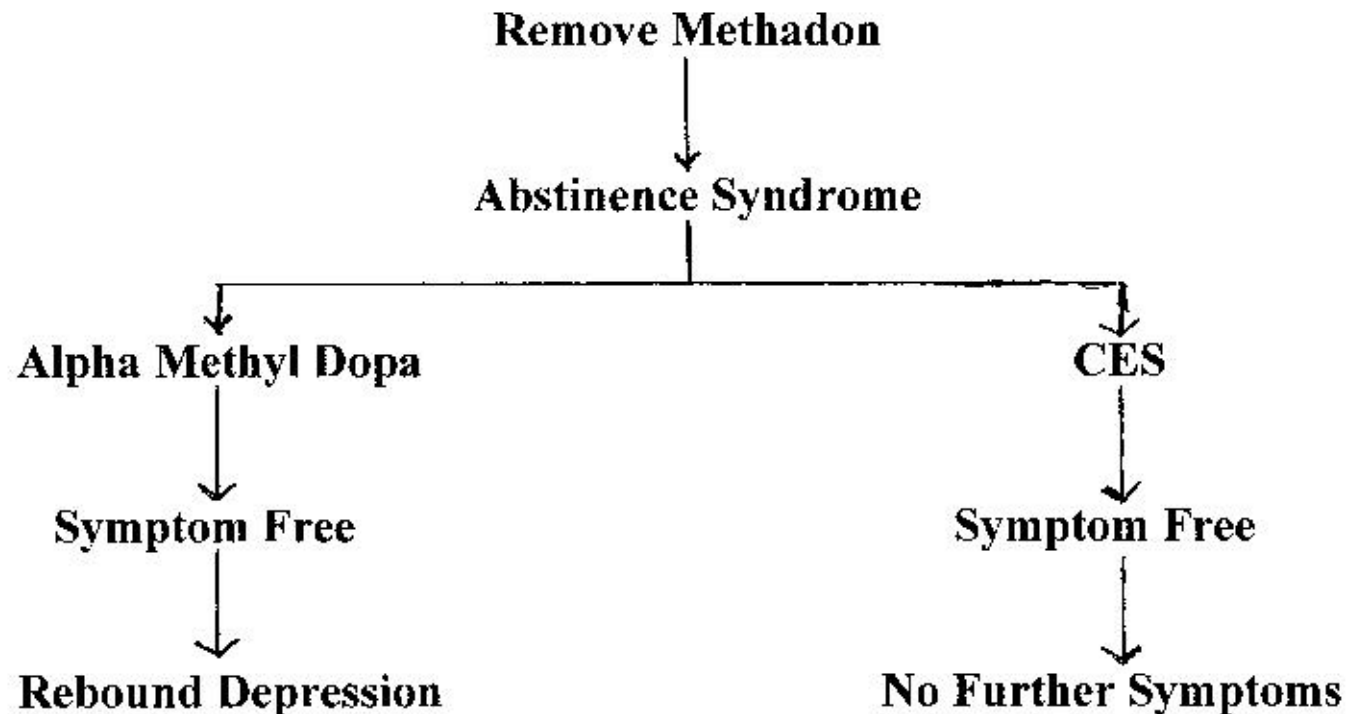 Remove Methadon
Abstinence Syndrome
Alpha Methyl Dopa
CES
Symptom Free
Symptom Free
Rebound Depression
No Further Symptoms